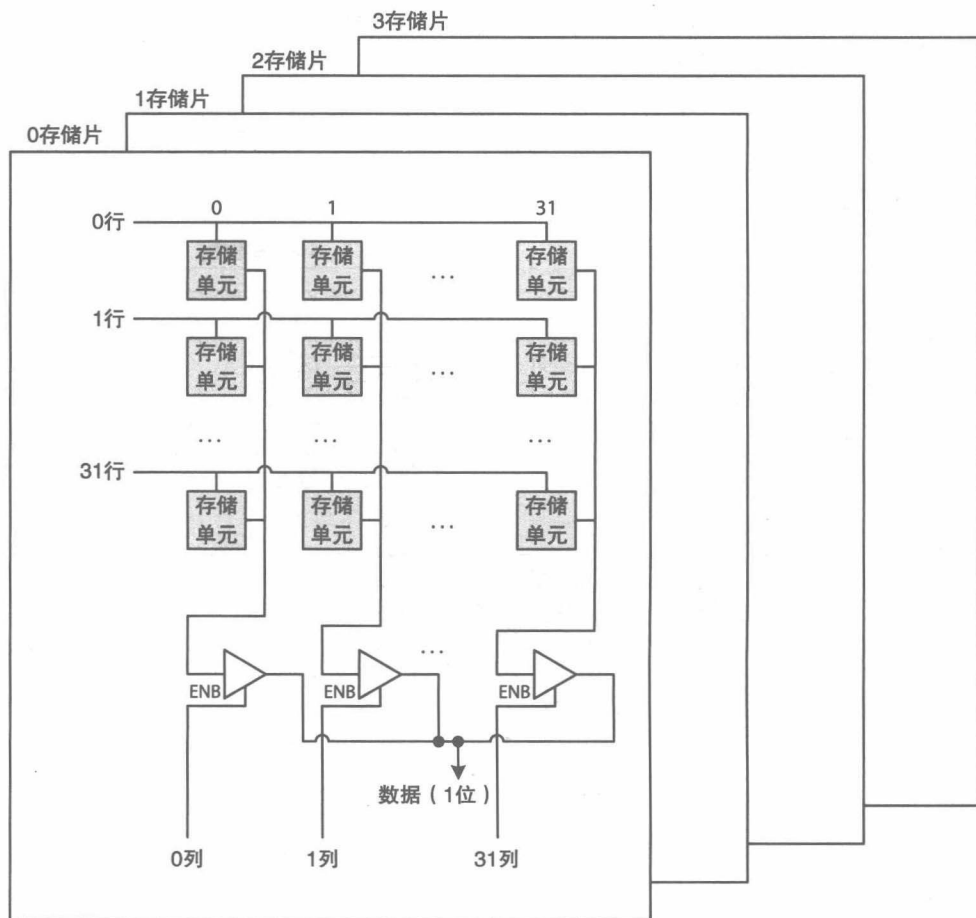 3存储片
2存储片
1存储片
0存储片
0 1 31
0行
存储单元 存储单元 … 存储单元
1行
存储单元 存储单元 … 存储单元
… … …
31行
存储单元 存储单元 … 存储单元
…
ENB ENB ENB
数据（1位）
0列 1列 31列